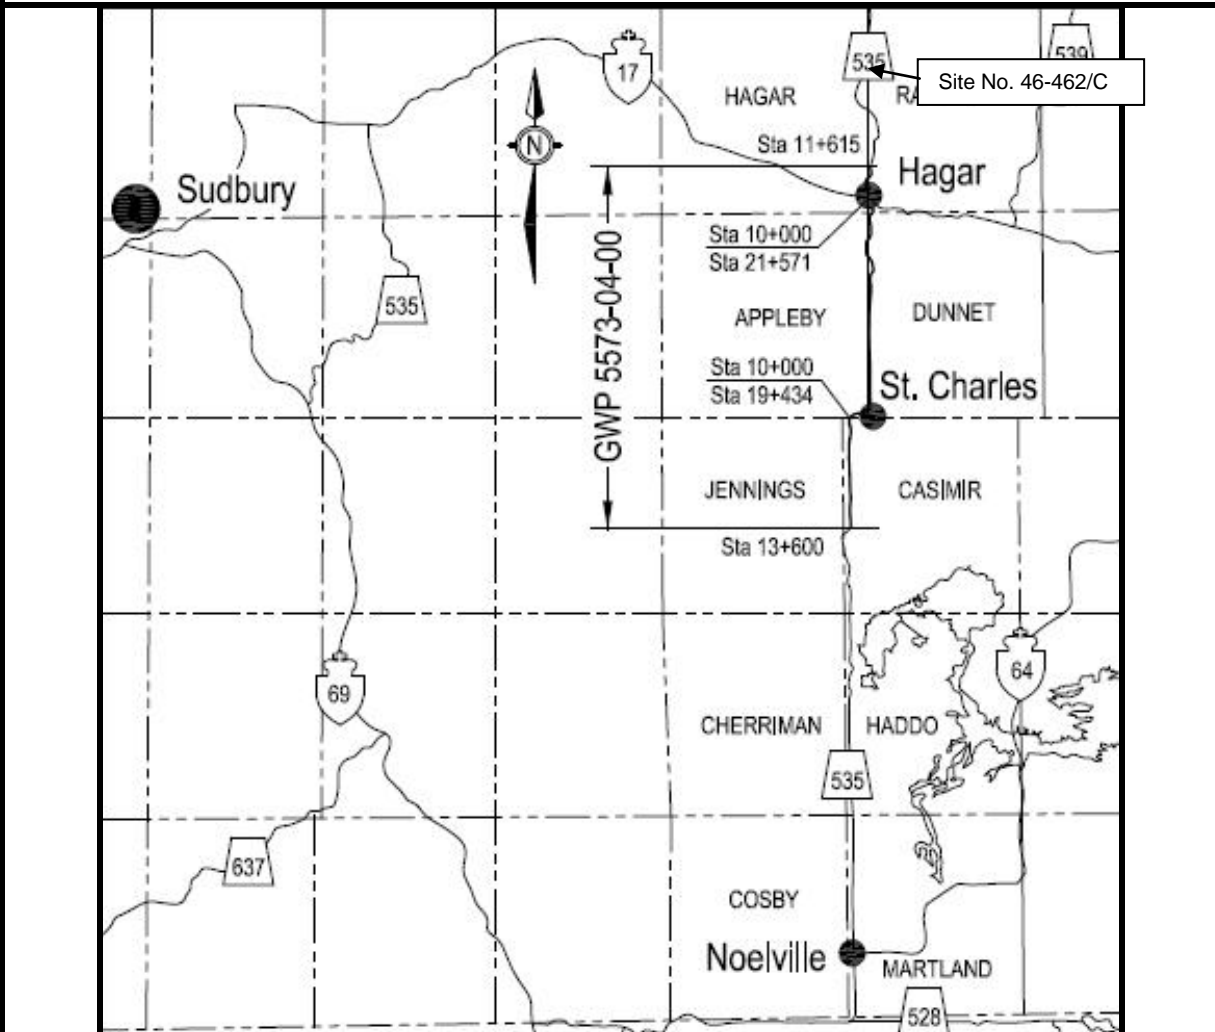 535
539
Site No. 46-462/C
17
HAGAR
RA
Sta 11+615
N
Hagar
Sudbury
Sta 10+000
Sta 21+571
GWP 5573-04-00
535
APPLEBY
DUNNET
Sta 10+000
Sta 19+434
St. Charles
JENNINGS
CASIMIR
Sta 13+600
64
69
CHERRIMAN
HADDO
535
637
COSBY
Noelville
MARTLAND
528